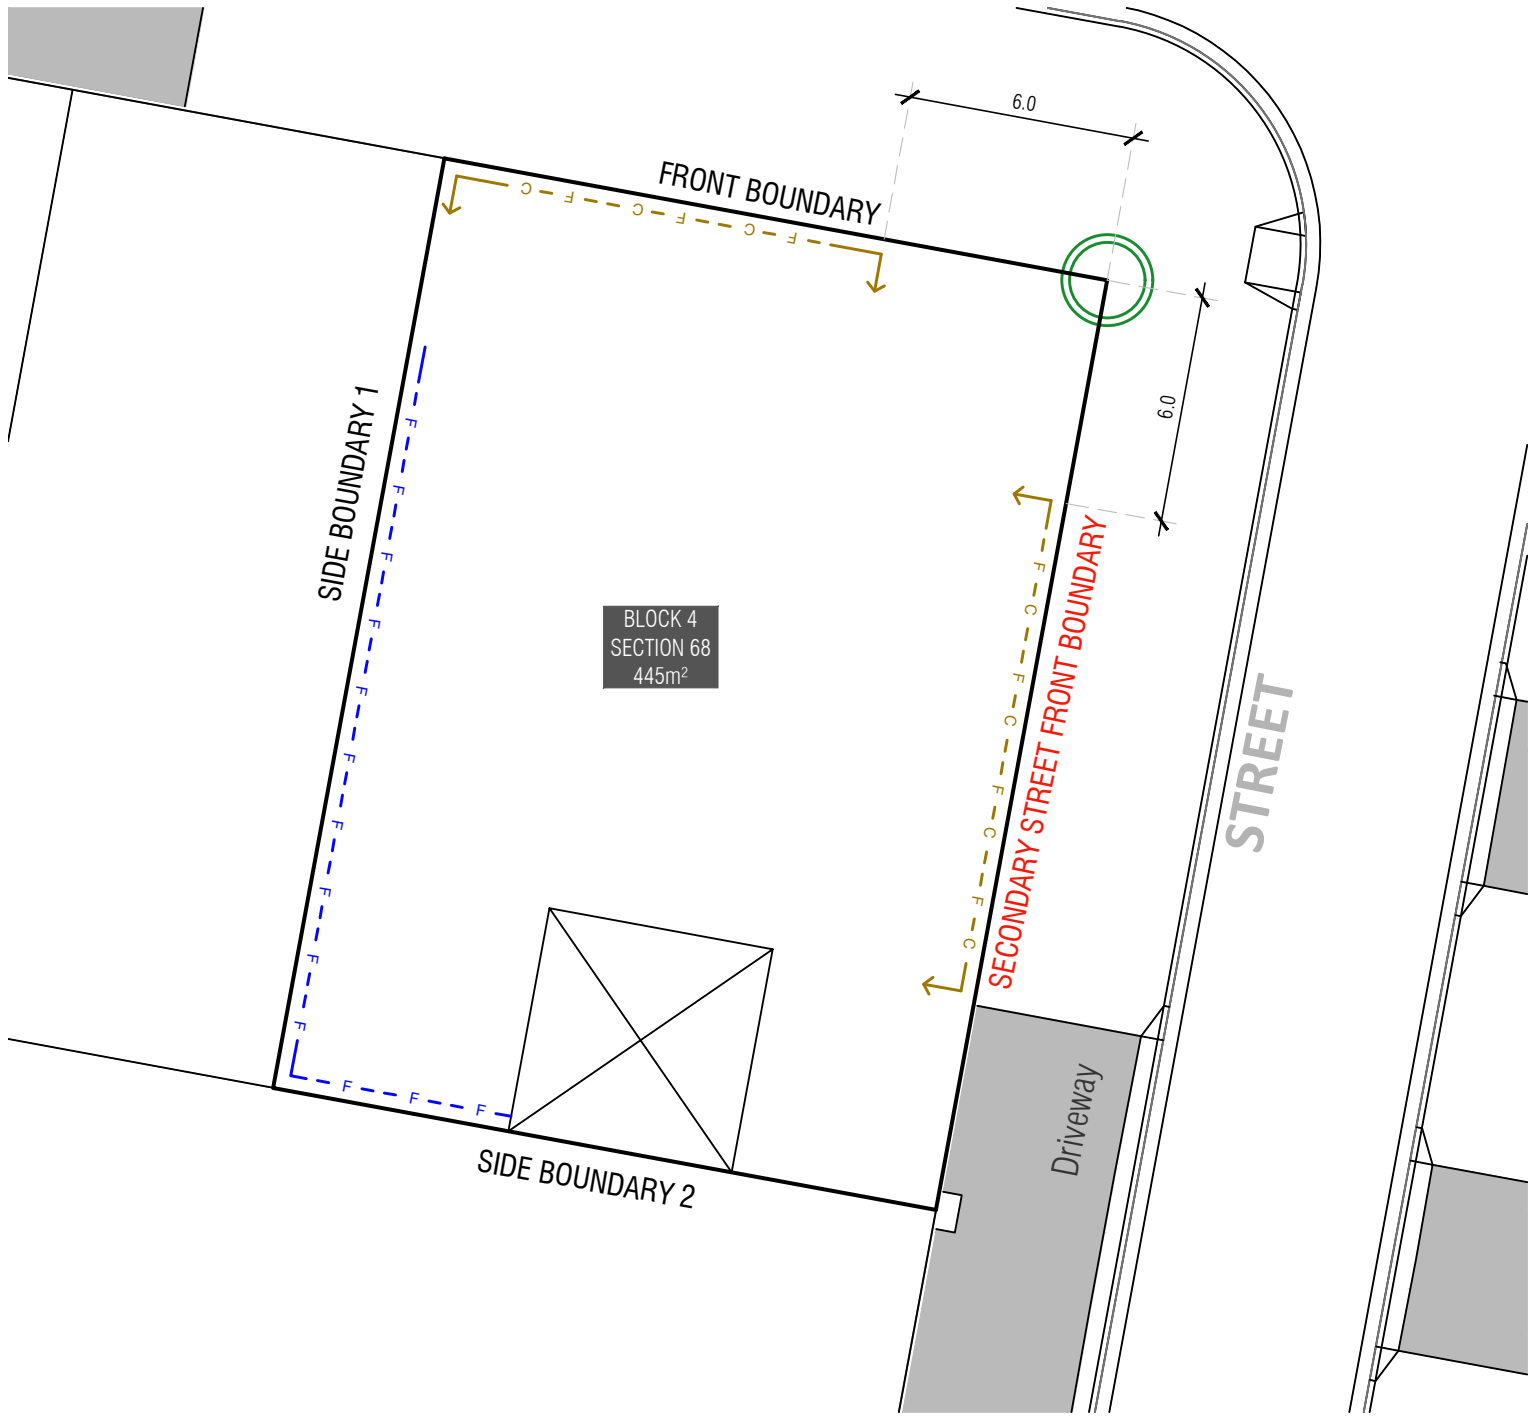 6.0
FRONT BOUNDARY
C F C F C F
6.0
SIDE BOUNDARY 1
F F F F F F F F F F
F C F C F C F C
BLOCK 4
SECTION 68
445m²
SECONDARY STREET FRONT BOUNDARY
STREET
F F F
Driveway
SIDE BOUNDARY 2